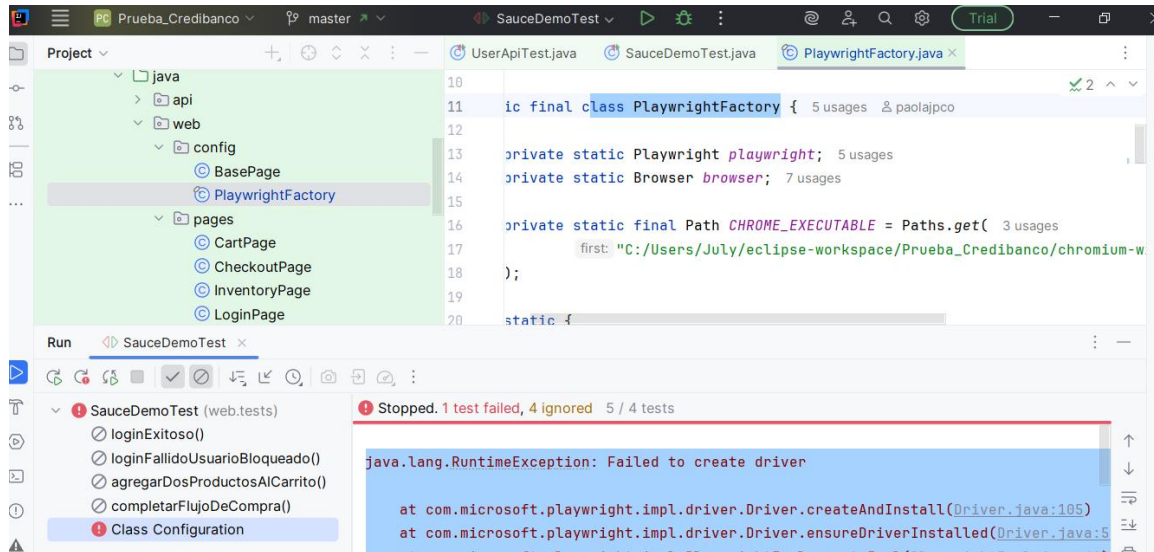 PC Prueba_Credibanco master SauceDemoTest Trial
Project
UserApiTest.java SauceDemoTest.java PlaywrightFactory.java
java
api
web
config
BasePage
PlaywrightFactory
pages
CartPage
CheckoutPage
InventoryPage
LoginPage
2
10
11 ic final class PlaywrightFactory { 5 usages paolajpco
12
13 private static Playwright playwright; 5 usages
14 private static Browser browser; 7 usages
15
16 private static final Path CHROME_EXECUTABLE = Paths.get( 3 usages
17 first: "C:/Users/July/eclipse-workspace/Prueba_Credibanco/chromium-w
18 );
19
20 static {
Run SauceDemoTest
SauceDemoTest (web.tests)
loginExitoso()
loginFallidoUsuarioBloqueado()
agregarDosProductosAlCarrito()
completarFlujoDeCompra()
Class Configuration
Stopped. 1 test failed, 4 ignored 5 / 4 tests
java.lang.RuntimeException: Failed to create driver
at com.microsoft.playwright.impl.driver.Driver.createAndInstall(Driver.java:105)
at com.microsoft.playwright.impl.driver.Driver.ensureDriverInstalled(Driver.java:5